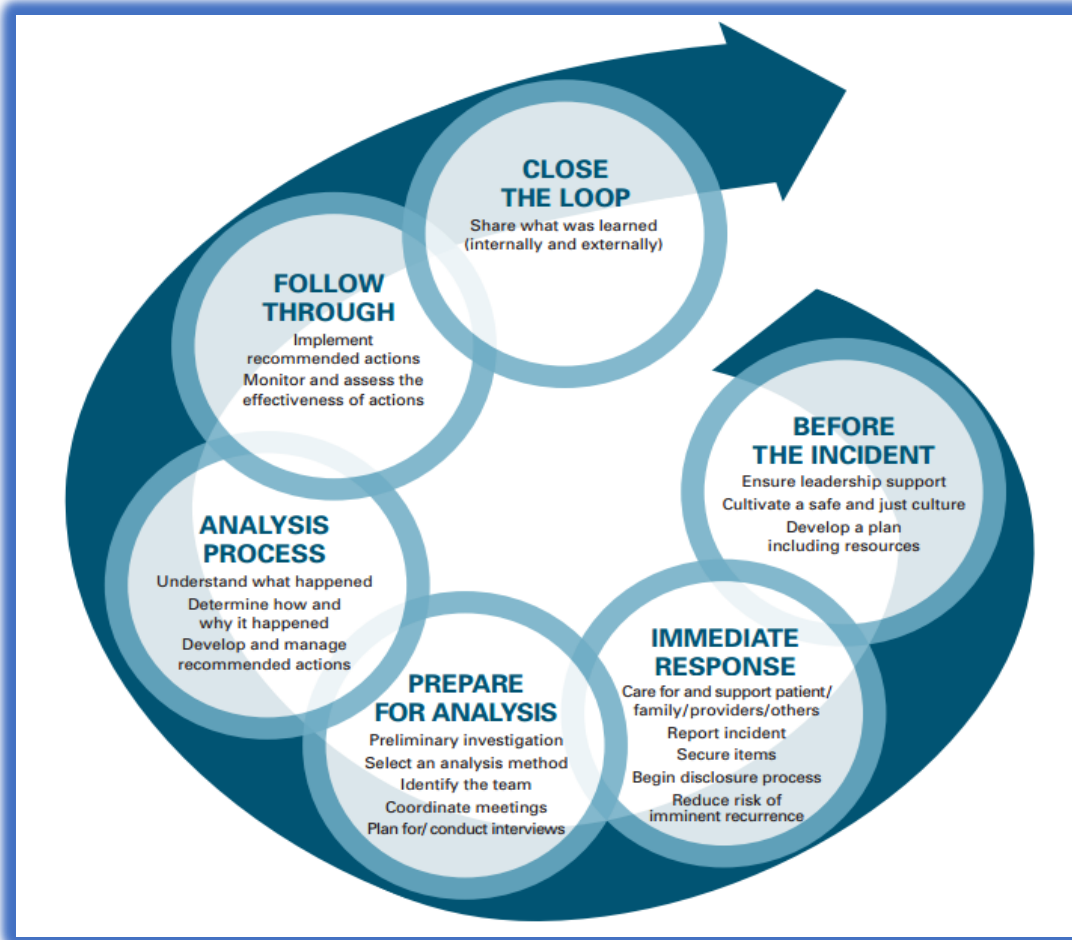 CLOSE
THE LOOP
Share what was learned
(internally and externally)
FOLLOW
THROUGH
Implement
recommended actions
Monitor and assess the
effectiveness of actions
BEFORE
THE INCIDENT
Ensure leadership support
Cultivate a safe and just culture
Develop a plan
including resources
ANALYSIS
PROCESS
Understand what happened
Determine how and
why it happened
Develop and manage
recommended actions
IMMEDIATE
RESPONSE
Care for and support patient/
family/providers/others
Report incident
Secure items
Begin disclosure process
Reduce risk of
imminent recurrence
PREPARE
FOR ANALYSIS
Preliminary investigation
Select an analysis method
Identify the team
Coordinate meetings
Plan for/ conduct interviews